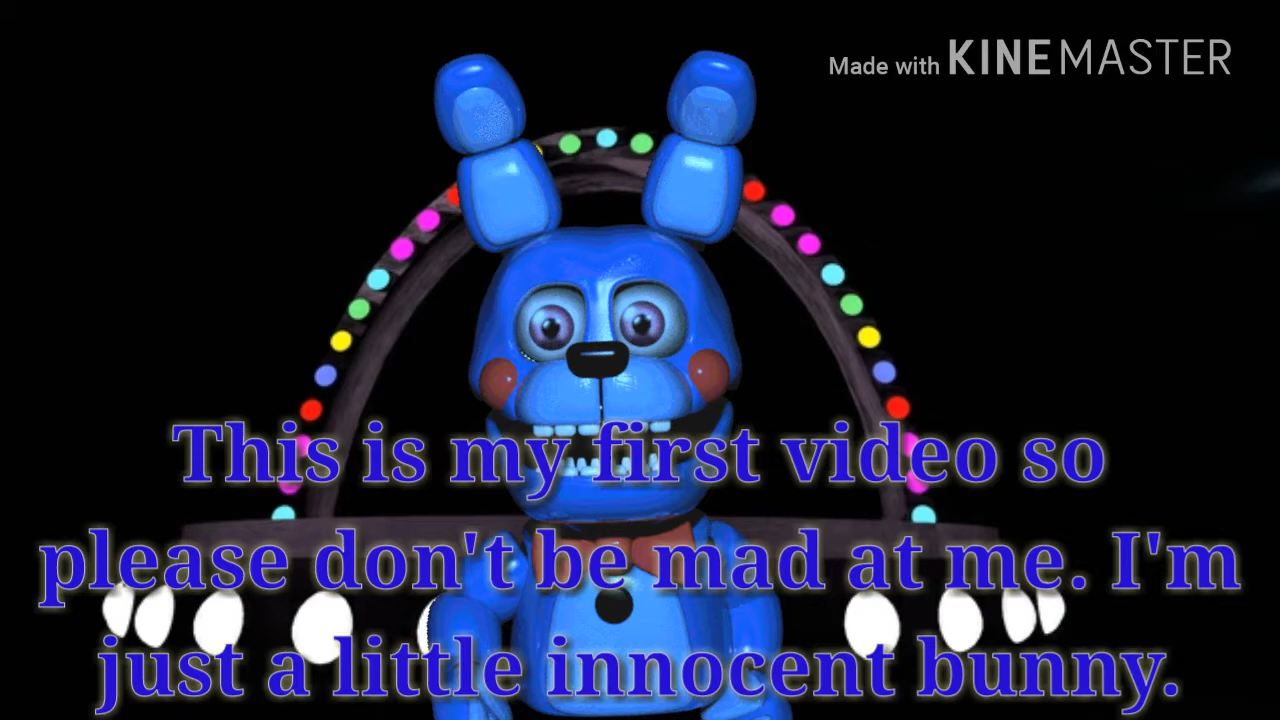 Made with KINEMASTER
This is my first video so
please don't be mad at me. I'm
just a little innocent bunny.